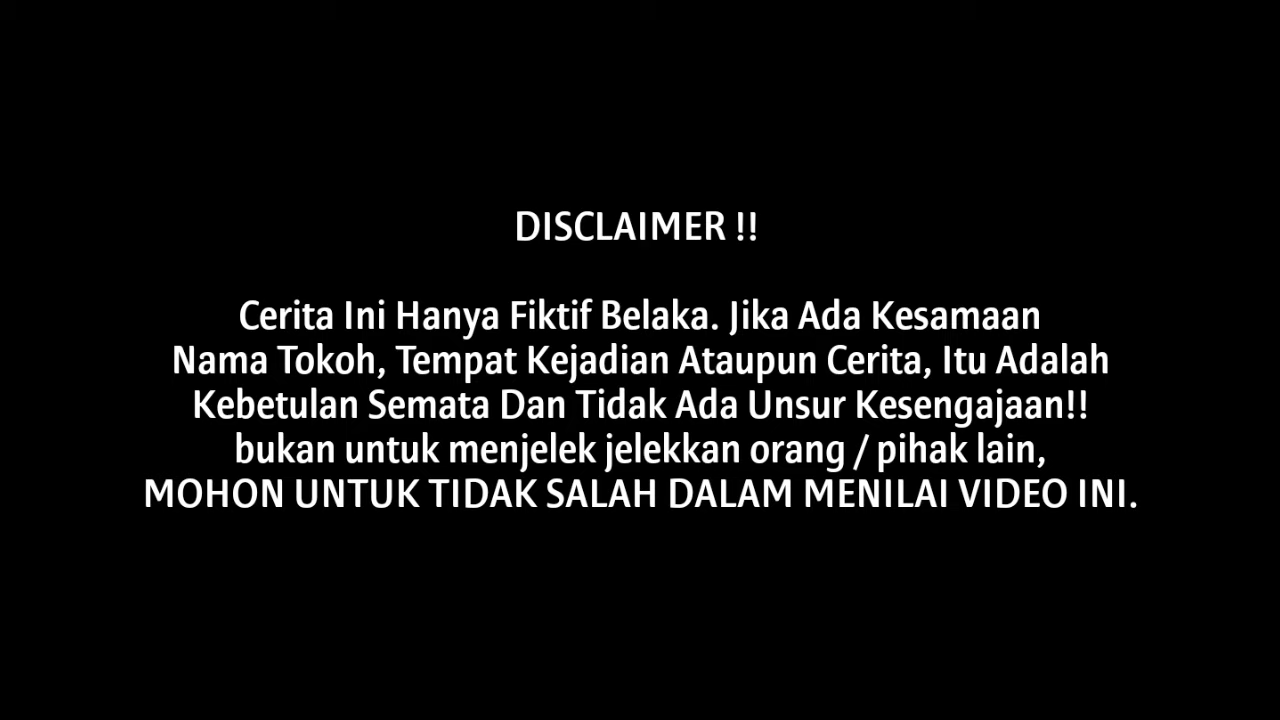 DISCLAIMER !!
Cerita Ini Hanya Fiktif Belaka. Jika Ada Kesamaan
Nama Tokoh, Tempat Kejadian Ataupun Cerita, Itu Adalah
Kebetulan Semata Dan Tidak Ada Unsur Kesengajaan!!
bukan untuk menjelek jelekkan orang / pihak lain,
MOHON UNTUK TIDAK SALAH DALAM MENILAI VIDEO INI.